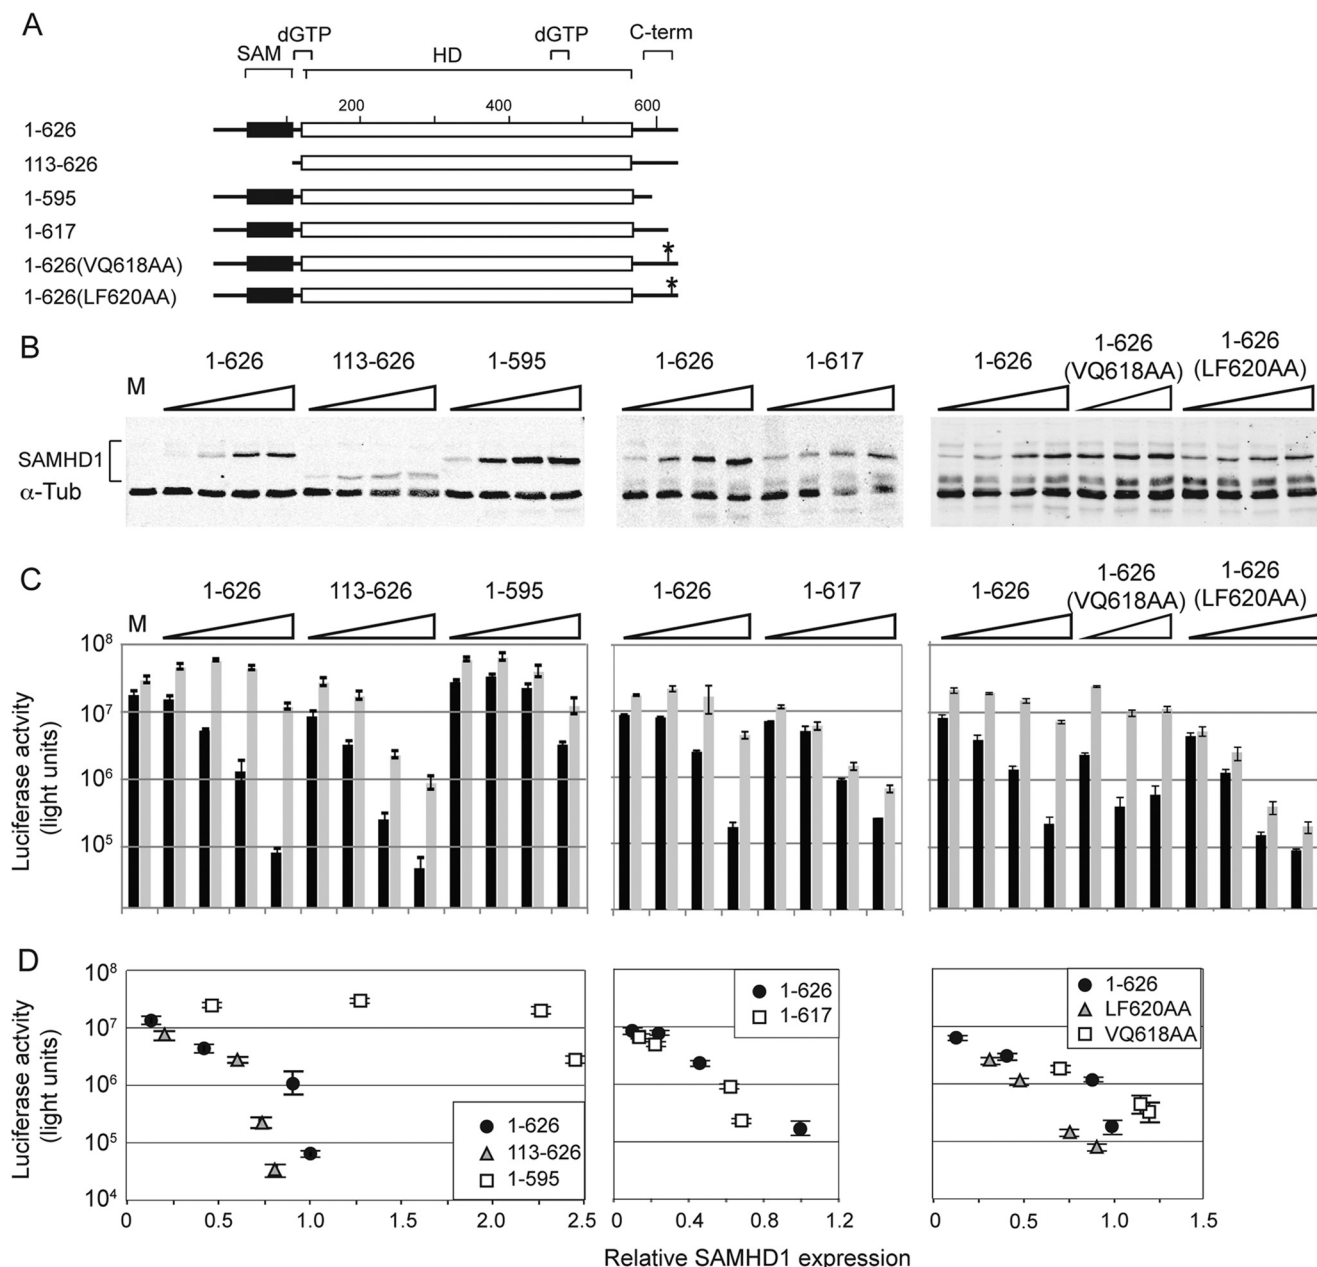 A
dGTP dGTP C-term
SAM HD
200 400 600
1-626
113-626
1-595
1-617
1-626(VQ618AA)
1-626(LF620AA)
B
M 1-626 113-626 1-595 1-626 1-617 1-626 1-626 (VQ618AA) 1-626 (LF620AA)
SAMHD1
α-Tub
C
M 1-626 113-626 1-595 1-626 1-617 1-626 1-626 (VQ618AA) 1-626 (LF620AA)
Luciferase actvity
(light units)
10⁸
10⁷
10⁶
10⁵
D
Luciferase actvity
(light units)
10⁸
10⁷
10⁶
10⁵
10⁴
1-626
113-626
1-595
0 0.5 1.0 1.5 2.0 2.5
1-626
1-617
0 0.4 0.8 1.2
1-626
LF620AA
VQ618AA
0 0.5 1.0 1.5
Relative SAMHD1 expression